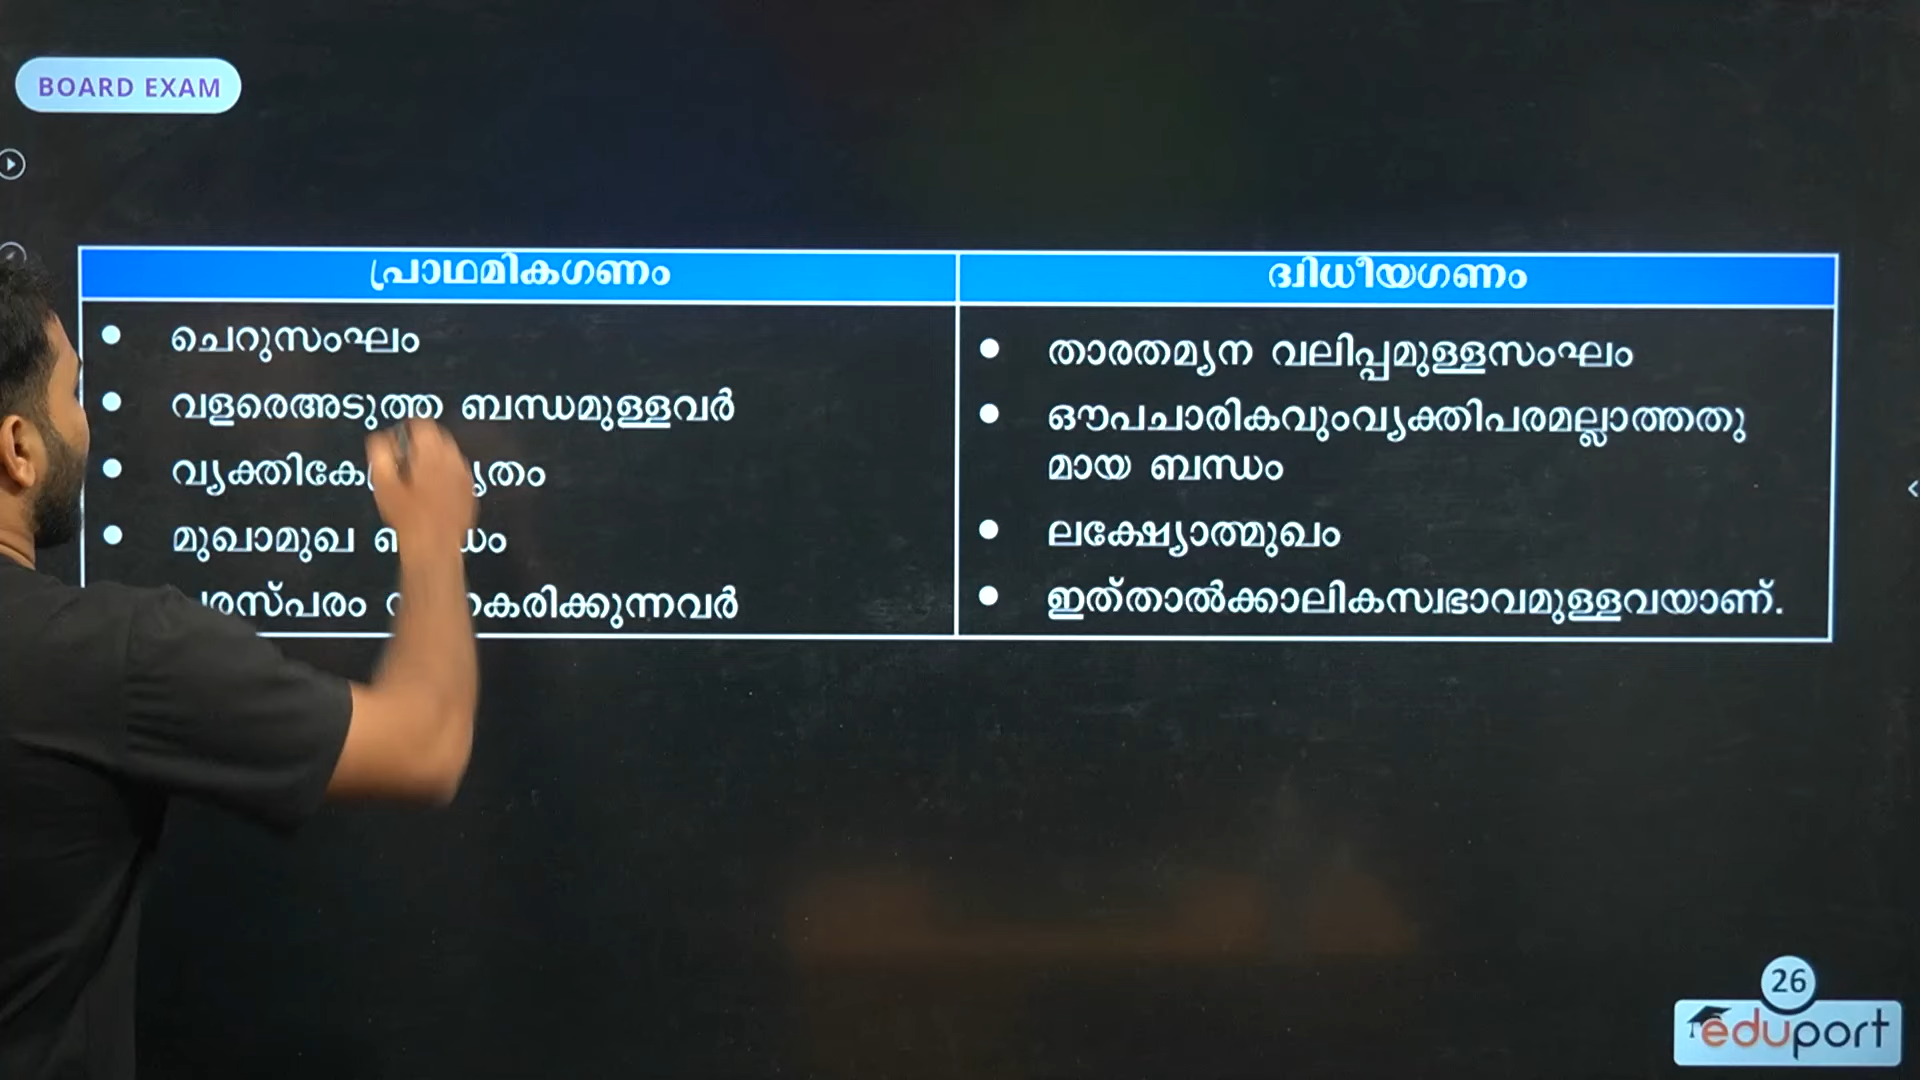 BOARD EXAM
പ്രാഥമികഗണം
ദ്വിധീയഗണം
ചെറുസംഘം
വളരെഅടുത്ത ബന്ധമുള്ളവർ
മുഖാമുഖ
കരിക്കുന്നവർ
താരതമ്യന വലിപ്പമുള്ളസംഘം
ഔപചാരികവുംവ്യക്തിപരമല്ലാത്തതു
മായ ബന്ധം
ലക്ഷ്യോത്മുഖം
ഇത്താൽക്കാലികസ്വഭാവമുള്ളവയാണ്.
26
eduport